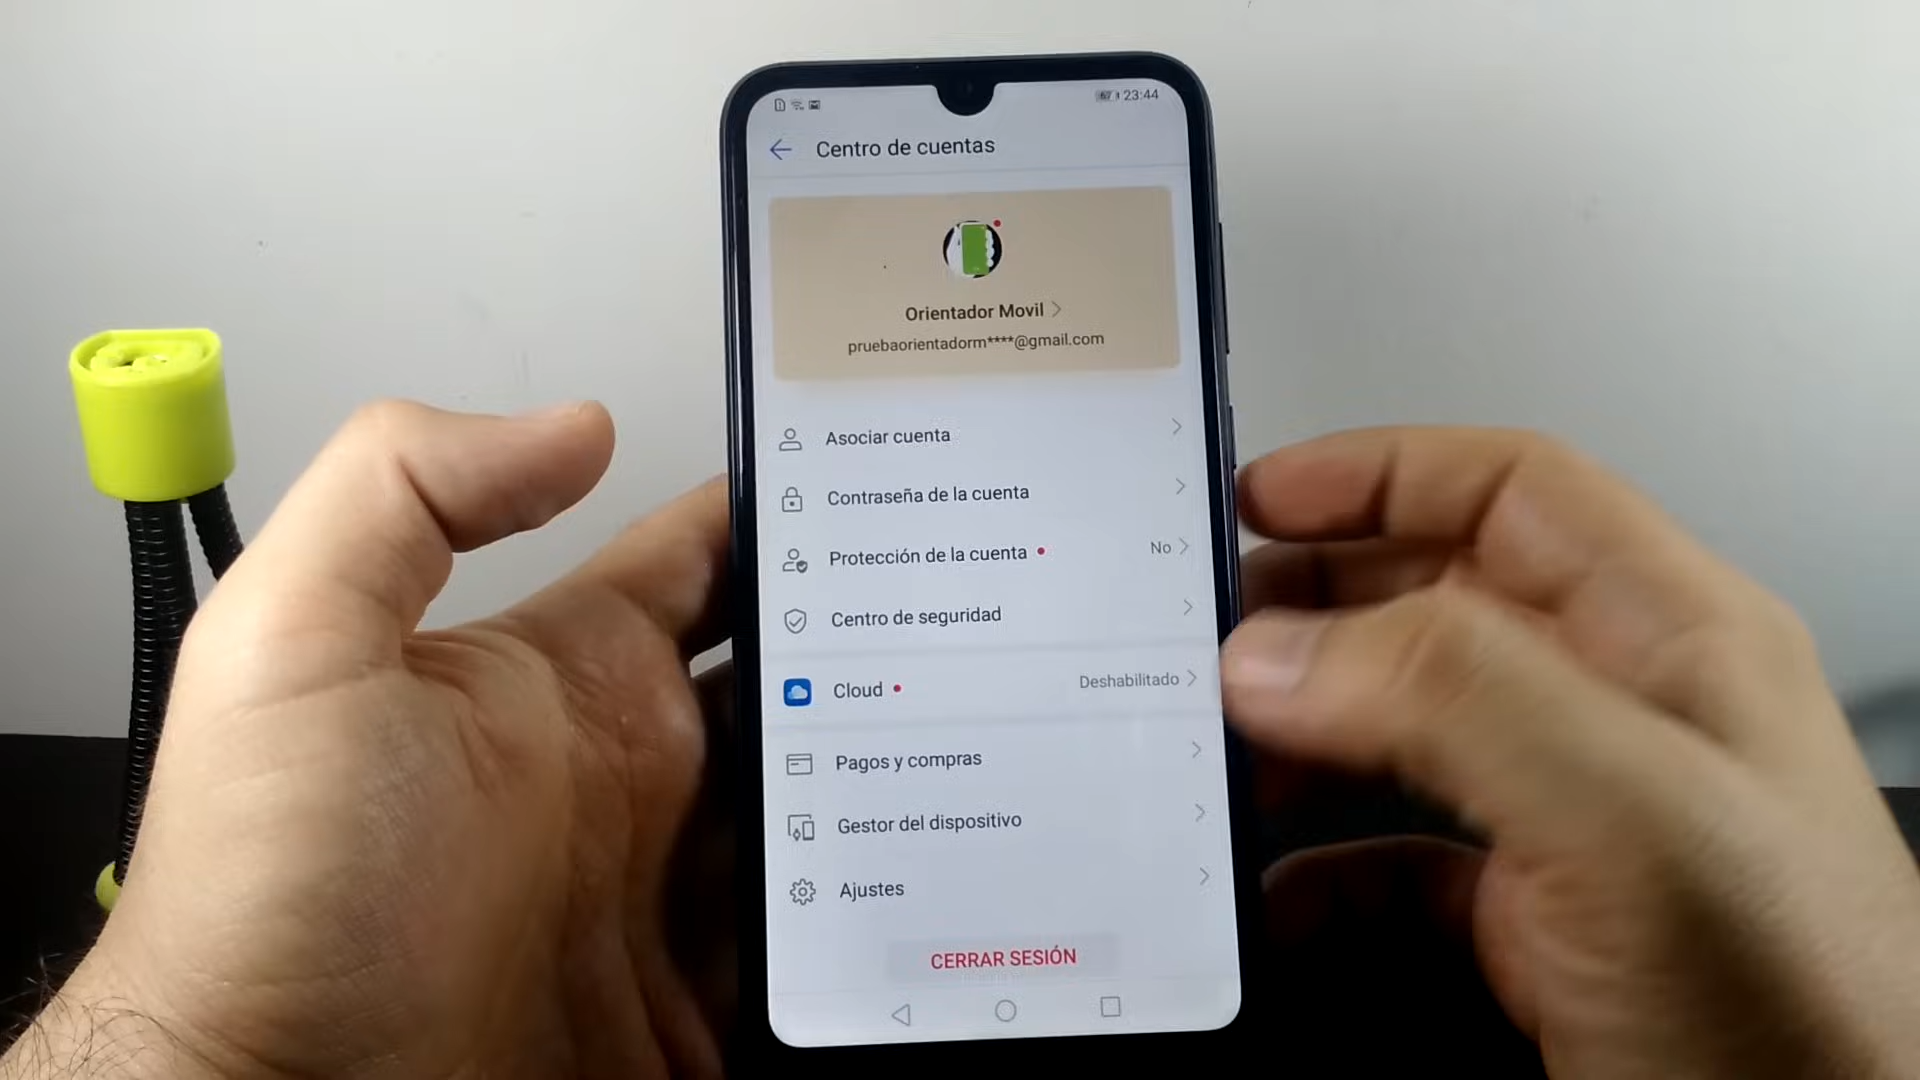 67 23:44
Centro de cuentas
Orientador Movil
pruebaorientadorm****@gmail.com
Asociar cuenta
Contraseña de la cuenta
Protección de la cuenta No
Centro de seguridad
Cloud Deshabilitado
Pagos y compras
Gestor del dispositivo
Ajustes
CERRAR SESIÓN